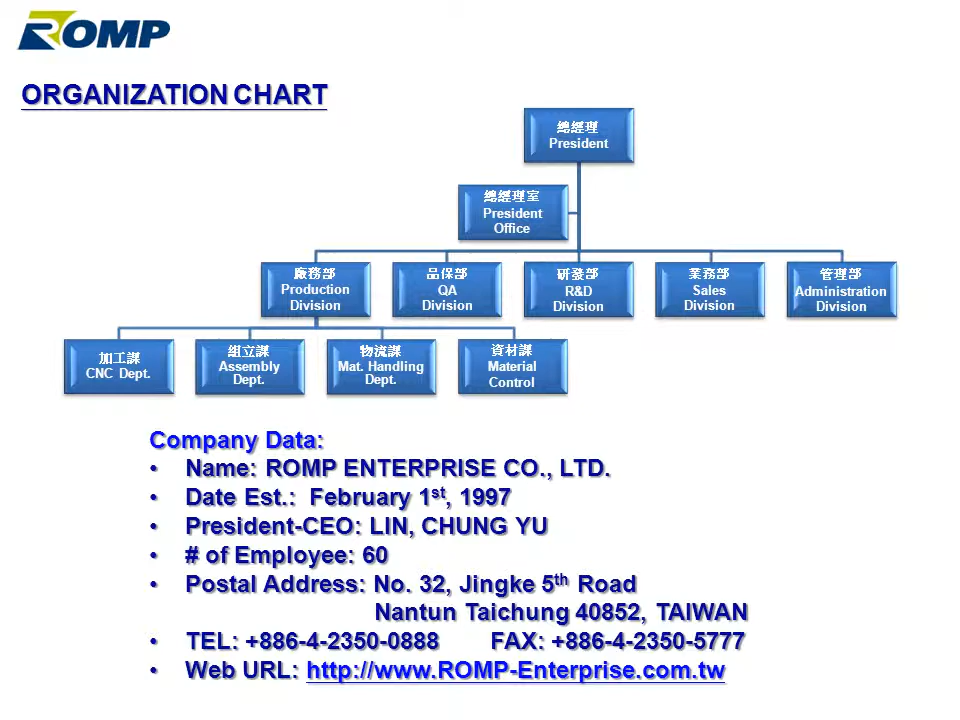 ROMP
ORGANIZATION CHART
總經理
President
總經理室
President
Office
廠務部
Production
Division
品保部
QA
Division
研發部
R&D
Division
業務部
Sales
Division
管理部
Administration
Division
加工課
CNC Dept.
組立課
Assembly
Dept.
物流課
Mat. Handling
Dept.
資材課
Material
Control
Company Data:
• Name: ROMP ENTERPRISE CO., LTD.
• Date Est.: February 1st, 1997
• President-CEO: LIN, CHUNG YU
• # of Employee: 60
• Postal Address: No. 32, Jingke 5th Road
Nantun Taichung 40852, TAIWAN
• TEL: +886-4-2350-0888 FAX: +886-4-2350-5777
• Web URL: http://www.ROMP-Enterprise.com.tw